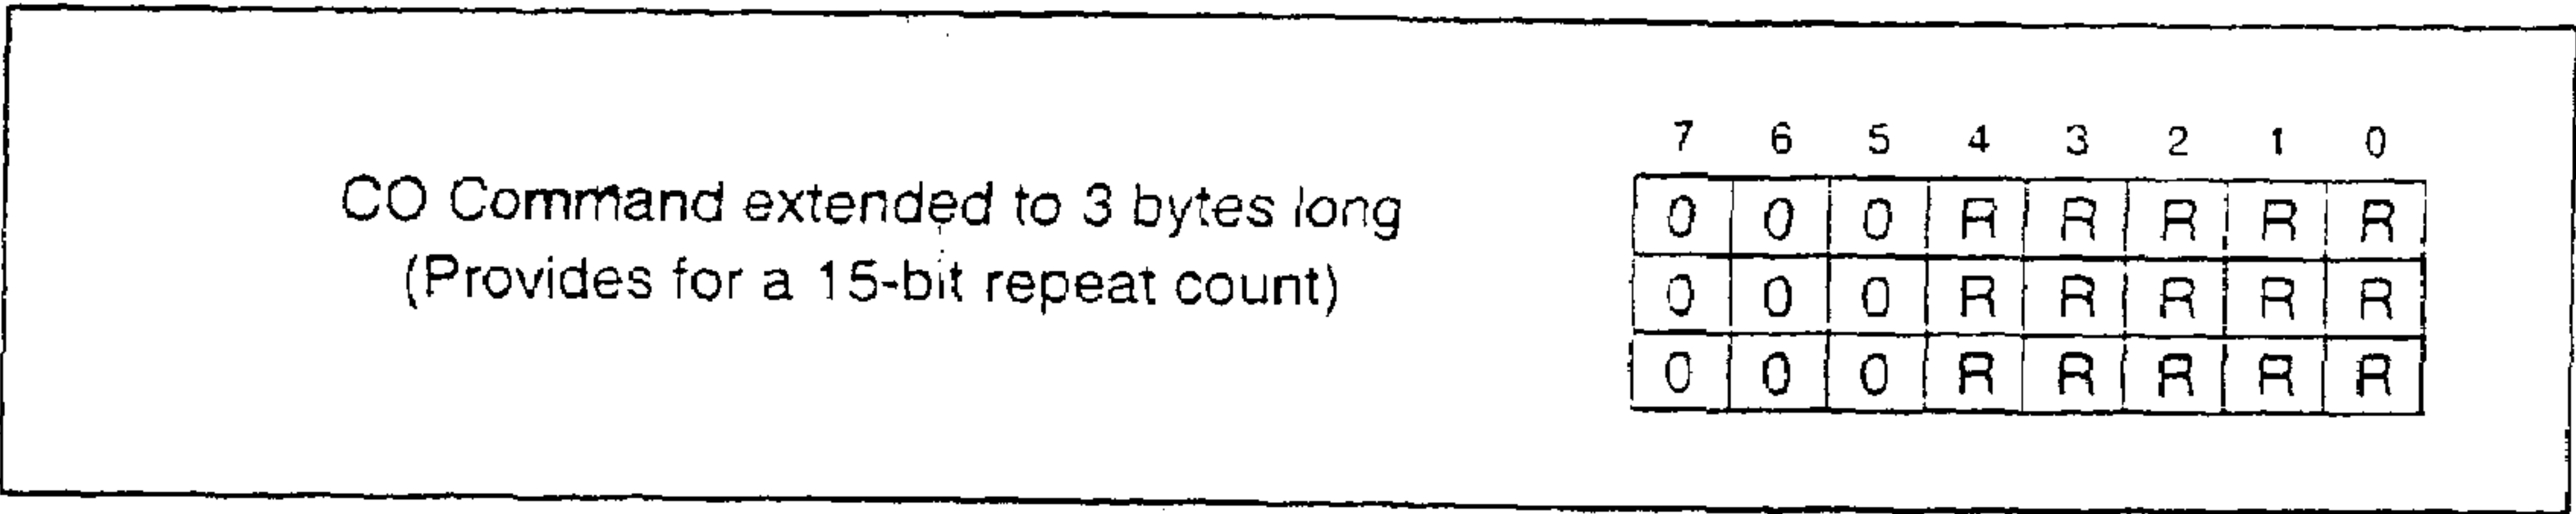 CO Command extended to 3 bytes long
(Provides for a 15-bit repeat count)
7 6 5 4 3 2 1 0
0 0 0 R R R R R
0 0 0 R R R R R
0 0 0 R R R R R